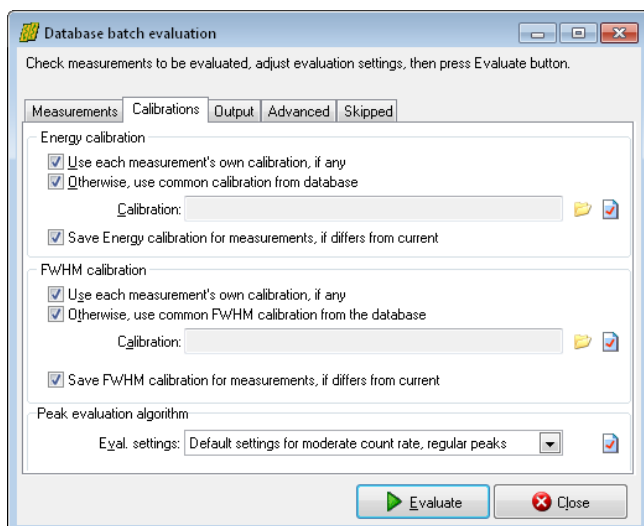 Database batch evaluation
Check measurements to be evaluated, adjust evaluation settings, then press Evaluate button.
Measurements Calibrations Output Advanced Skipped
Energy calibration
Use each measurement's own calibration, if any
Otherwise, use common calibration from database
Calibration:
Save Energy calibration for measurements, if differs from current
FWHM calibration
Use each measurement's own calibration, if any
Otherwise, use common FWHM calibration from the database
Calibration:
Save FWHM calibration for measurements, if differs from current
Peak evaluation algorithm
Eval. settings: Default settings for moderate count rate, regular peaks
Evaluate Close